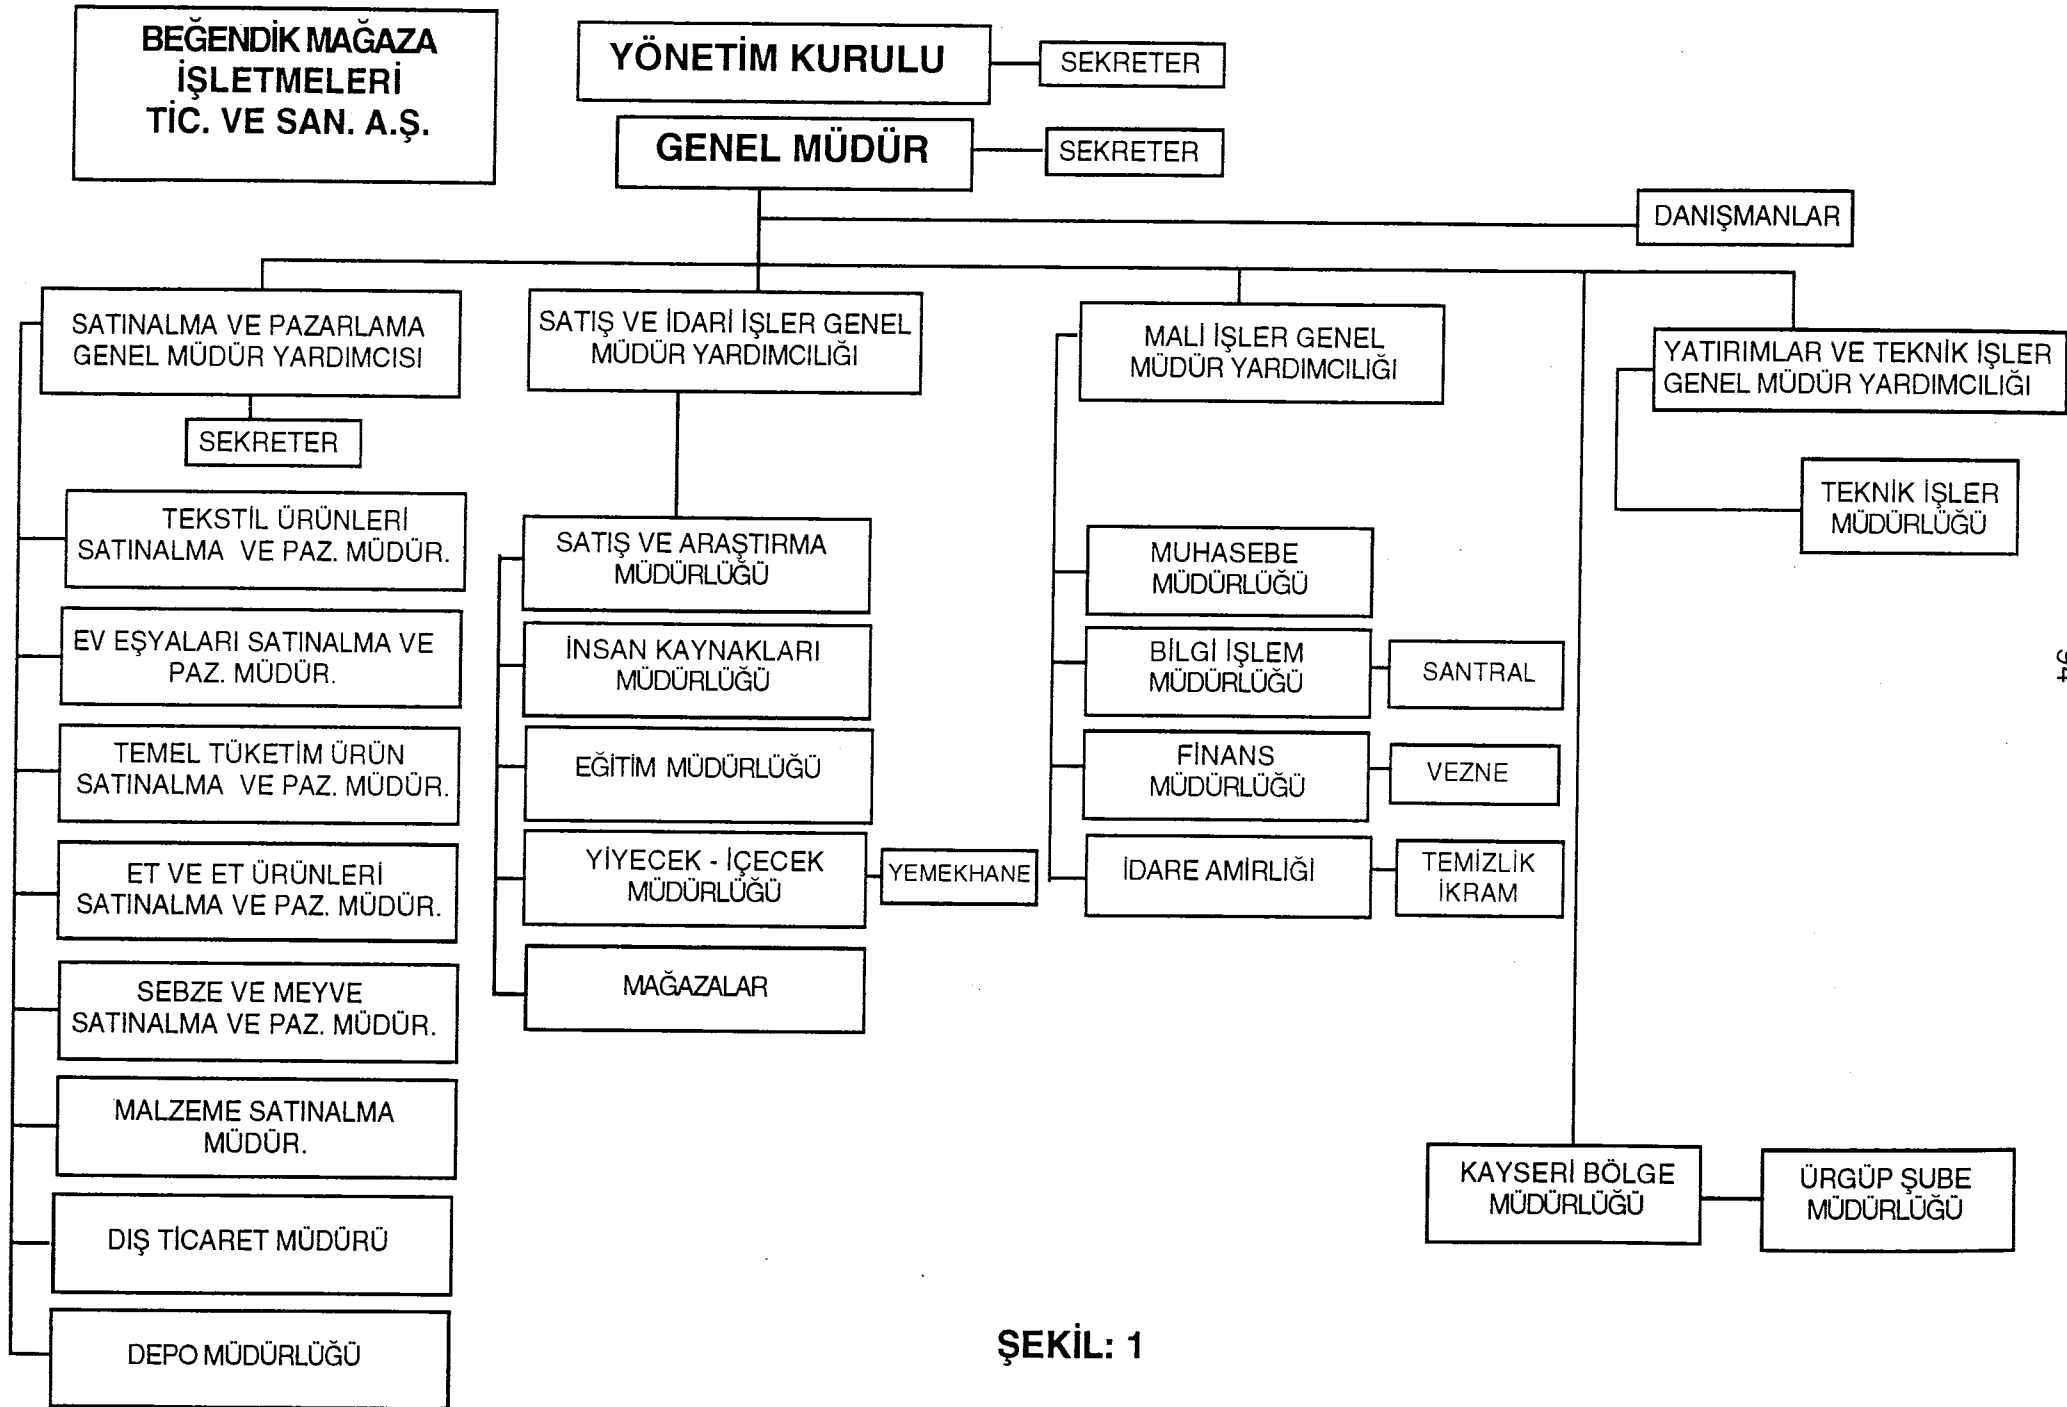 BEĞENDİK MAĞAZA
İŞLETMELERİ
TİC. VE SAN. A.Ş.
YÖNETİM KURULU
SEKRETER
GENEL MÜDÜR
SEKRETER
DANIŞMANLAR
SATINALMA VE PAZARLAMA
GENEL MÜDÜR YARDIMCISI
SEKRETER
TEKSTİL ÜRÜNLERİ
SATINALMA VE PAZ. MÜDÜR.
EV EŞYALARI SATINALMA VE
PAZ. MÜDÜR.
TEMEL TÜKETİM ÜRÜN
SATINALMA VE PAZ. MÜDÜR.
ET VE ET ÜRÜNLERİ
SATINALMA VE PAZ. MÜDÜR.
SEBZE VE MEYVE
SATINALMA VE PAZ. MÜDÜR.
MALZEME SATINALMA
MÜDÜR.
DIŞ TİCARET MÜDÜRÜ
DEPO MÜDÜRLÜĞÜ
SATIŞ VE İDARİ İŞLER GENEL
MÜDÜR YARDIMCILIĞI
SATIŞ VE ARAŞTIRMA
MÜDÜRLÜĞÜ
İNSAN KAYNAKLARI
MÜDÜRLÜĞÜ
EĞİTİM MÜDÜRLÜĞÜ
YİYECEK - İÇECEK
MÜDÜRLÜĞÜ
YEMEKHANE
MAĞAZALAR
MALİ İŞLER GENEL
MÜDÜR YARDIMCILIĞI
MUHASEBE
MÜDÜRLÜĞÜ
BİLGİ İŞLEM
MÜDÜRLÜĞÜ
SANTRAL
FİNANS
MÜDÜRLÜĞÜ
VEZNE
İDARE AMİRLİĞİ
TEMİZLİK
İKRAM
YATIRIMLAR VE TEKNİK İŞLER
GENEL MÜDÜR YARDIMCILIĞI
TEKNİK İŞLER
MÜDÜRLÜĞÜ
KAYSERİ BÖLGE
MÜDÜRLÜĞÜ
ÜRGÜP ŞUBE
MÜDÜRLÜĞÜ
ŞEKİL: 1